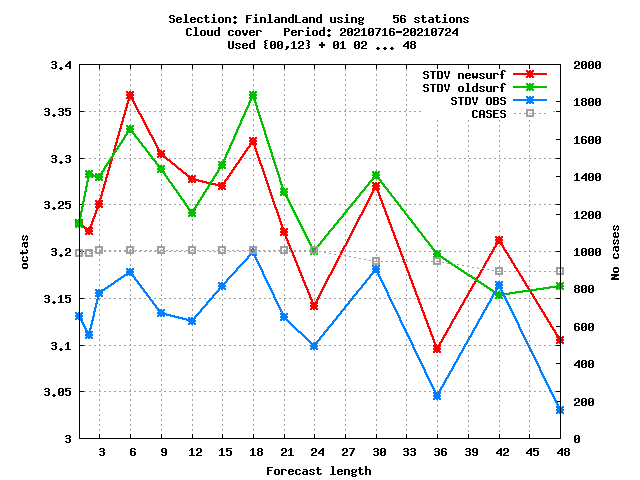 Selection: FinlandLand using    56 stations
Cloud cover   Period: 20210716-20210724
Used {00,12} + 01 02 ... 48
STDV newsurf
STDV oldsurf
STDV OBS
CASES
octas
3.4
3.35
3.3
3.25
3.2
3.15
3.1
3.05
3
No cases
2000
1800
1600
1400
1200
1000
800
600
400
200
0
3 6 9 12 15 18 21 24 27 30 33 36 39 42 45 48
Forecast length